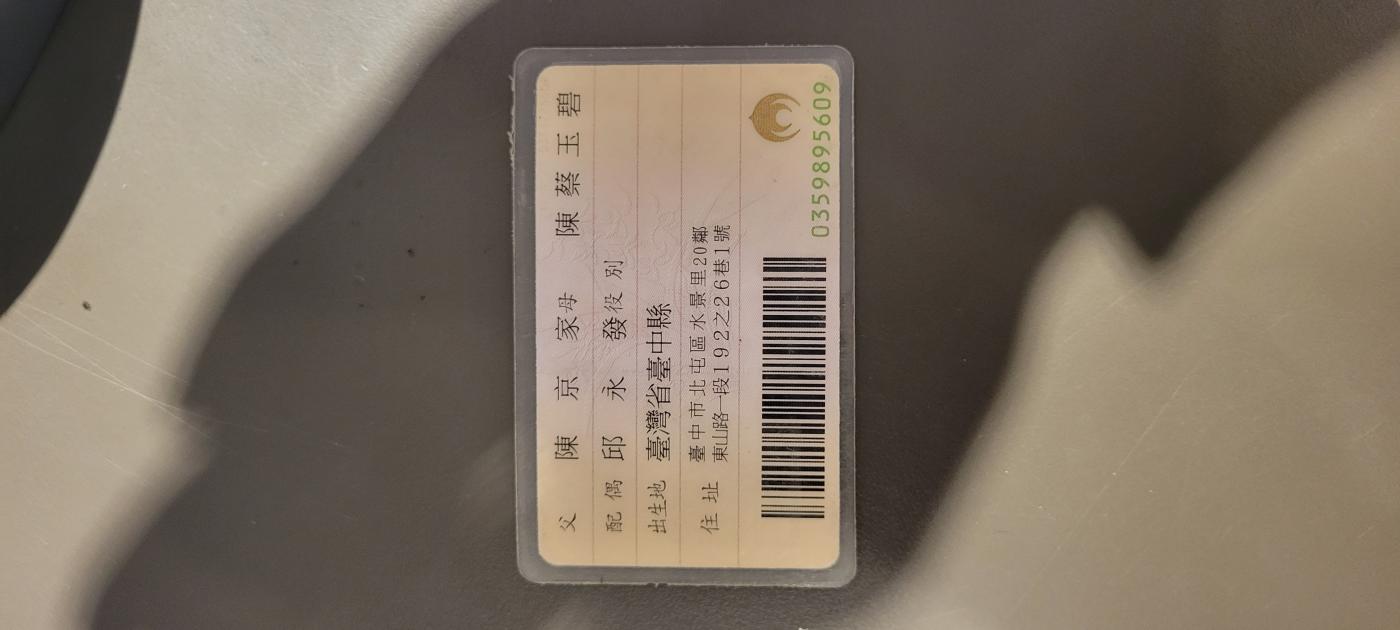 父 陳京家 母 陳蔡玉碧
配偶 邱永發 役別
出生地 臺灣省臺中縣
住址 臺中市北屯區水景里20鄰
東山路一段192之26巷1號
0359895609